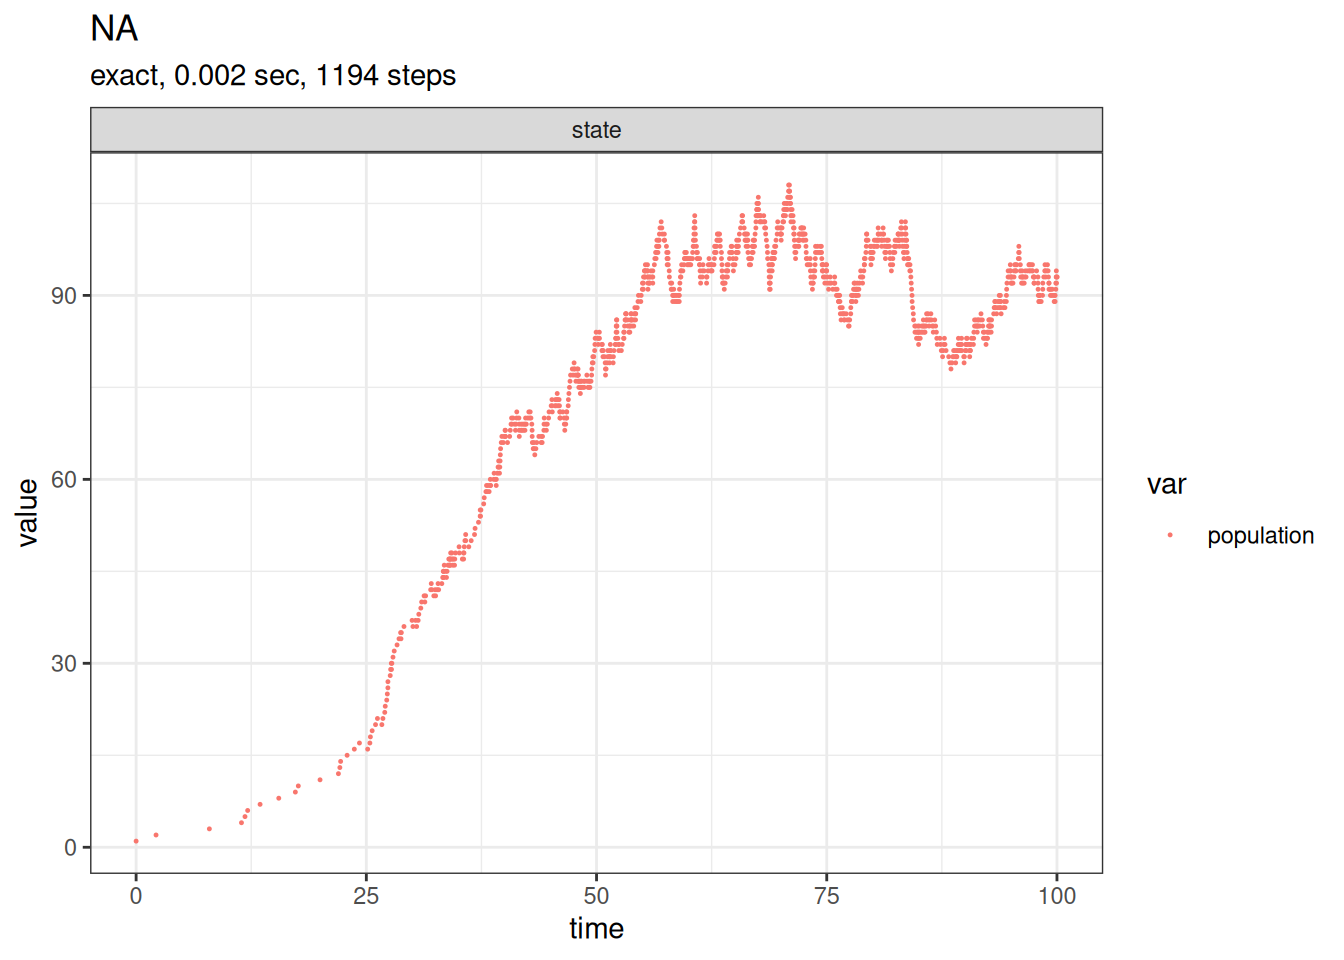 NA
exact, 0.002 sec, 1194 steps
state
90
60
30
0
value
0 25 50 75 100
time
var
population